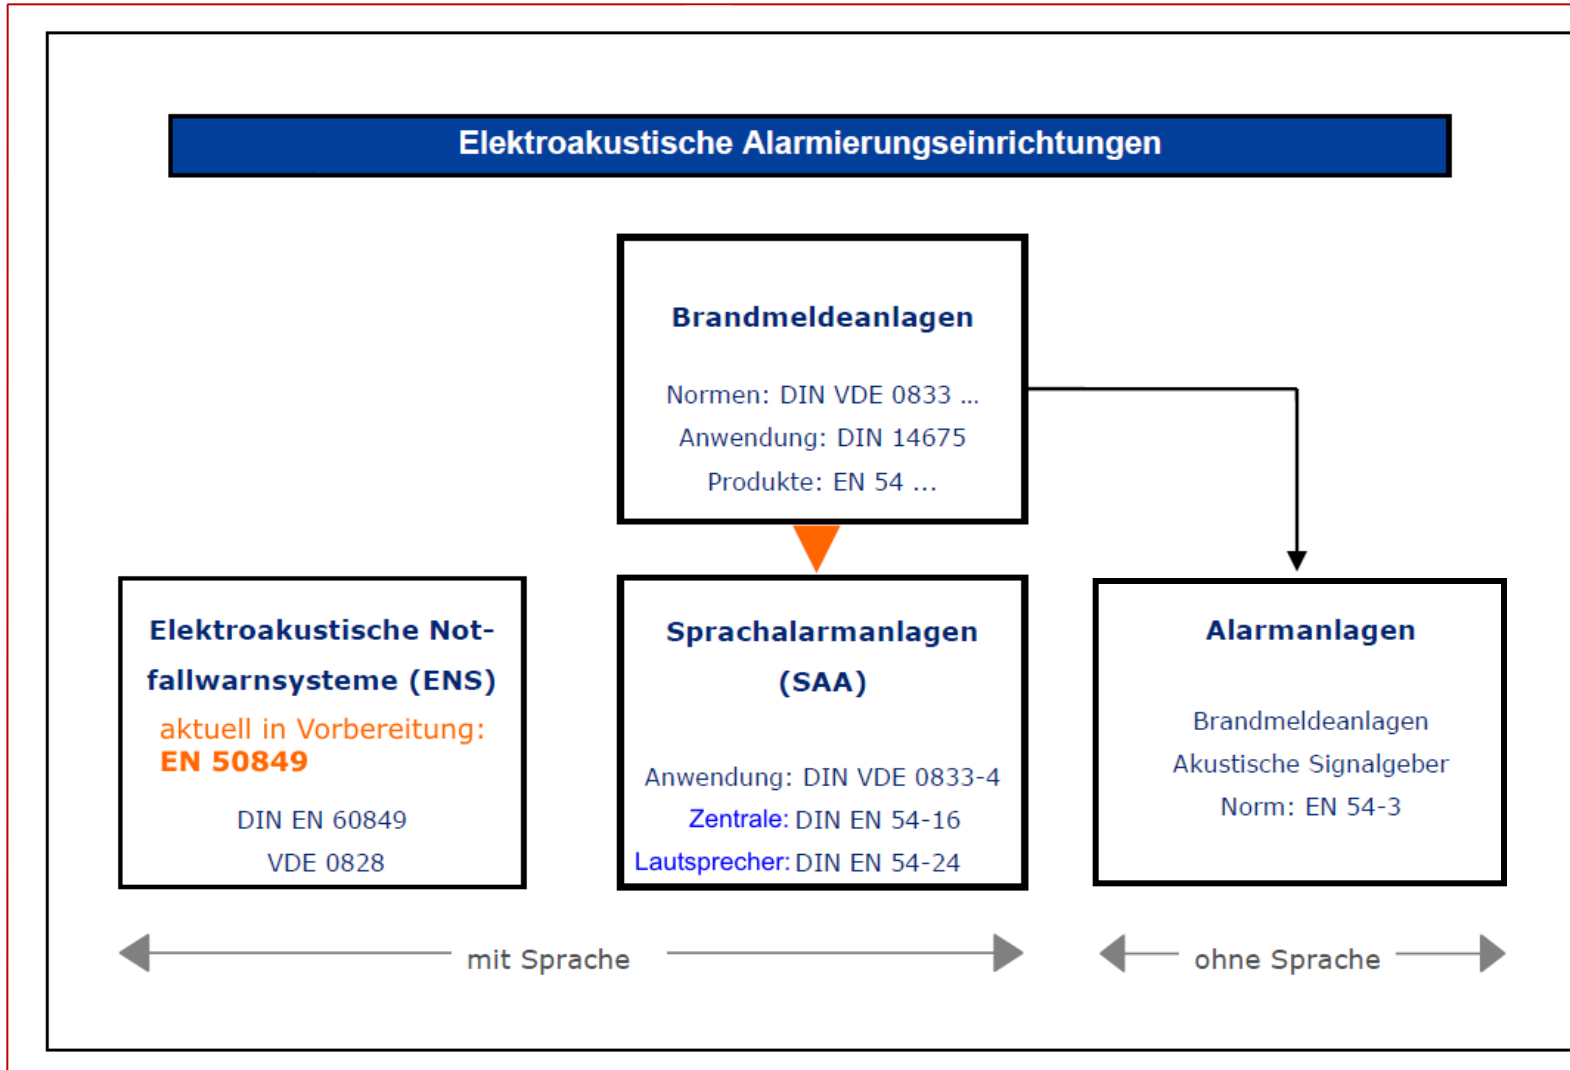 Elektroakustische Alarmierungseinrichtungen
Brandmeldeanlagen
Normen: DIN VDE 0833 ...
Anwendung: DIN 14675
Produkte: EN 54 ...
Elektroakustische Not-
fallwarnsysteme (ENS)
aktuell in Vorbereitung:
EN 50849
DIN EN 60849
VDE 0828
Sprachalarmanlagen
(SAA)
Anwendung: DIN VDE 0833-4
Zentrale: DIN EN 54-16
Lautsprecher: DIN EN 54-24
Alarmanlagen
Brandmeldeanlagen
Akustische Signalgeber
Norm: EN 54-3
mit Sprache
ohne Sprache